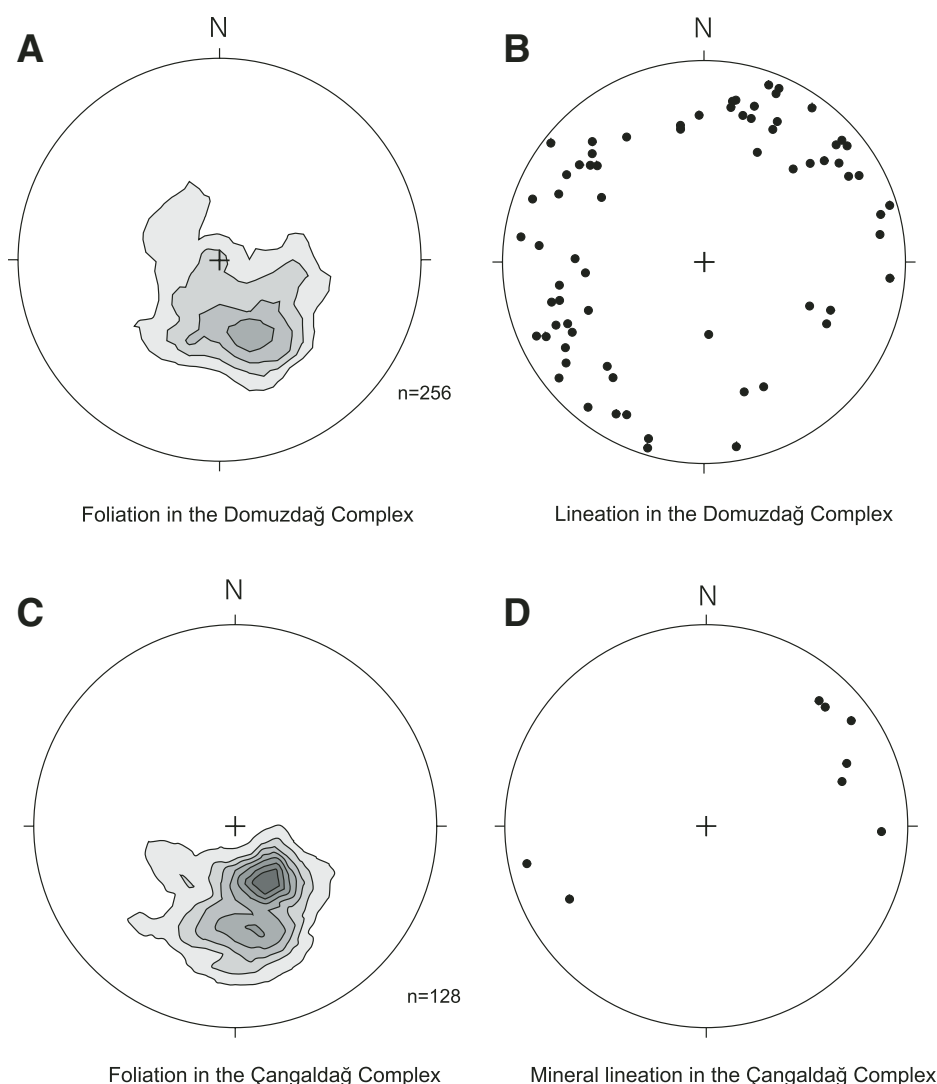 A
N
n=256
Foliation in the Domuzdağ Complex
B
N
Lineation in the Domuzdağ Complex
C
N
n=128
Foliation in the Çangaldağ Complex
D
N
Mineral lineation in the Çangaldağ Complex